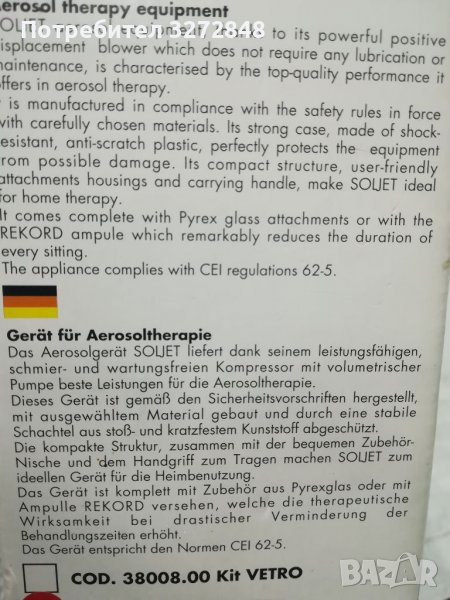 erosol therapy equipment
Потребител 3272848
to its powerful positive
displacement blower which does not require any lubrication or
maintenance, is characterised by the top-quality performance it
offers in aerosol therapy.
t is manufactured in compliance with the safety rules in force
with carefully chosen materials. Its strong case, made of shock-
esistant, anti-scratch plastic, perfectly protects the equipment
rom possible damage. Its compact structure, user-friendly
attachments housings and carrying handle, make SOLJET ideal
or home therapy.
It comes complete with Pyrex glass attachments or with the
REKORD ampule which remarkably reduces the duration of
every sitting.
The appliance complies with CEI regulations 62-5.
Gerät für Aerosoltherapie
Das Aerosolgerät SOLJET liefert dank seinem leistungsfähigen,
schmier- und wartungsfreien Kompressor mit volumetrischer
Pumpe beste Leistungen für die Aerosoltherapie.
Dieses Gerät ist gemäß den Sicherheitsvorschriften hergestellt,
mit ausgewähltem Material gebaut und durch eine stabile
Schachtel aus stoß- und kratzfestem Kunststoff abgeschützt.
Die kompakte Struktur, zusammen mit der bequemen Zubehör-
Nische und dem Handgriff zum Tragen machen SOLJET zum
ideellen Gerät für die Heimbenutzung.
Das Gerät ist komplett mit Zubehör aus Pyrexglas oder mit
Ampulle REKORD versehen, welche die therapeutische
Wirksamkeit bei drastischer Verminderung der
Behandlungszeiten erhöht.
Das Gerät entspricht den Normen CEI 62-5.
COD. 38008.00 Kit VETRO
BAZAR